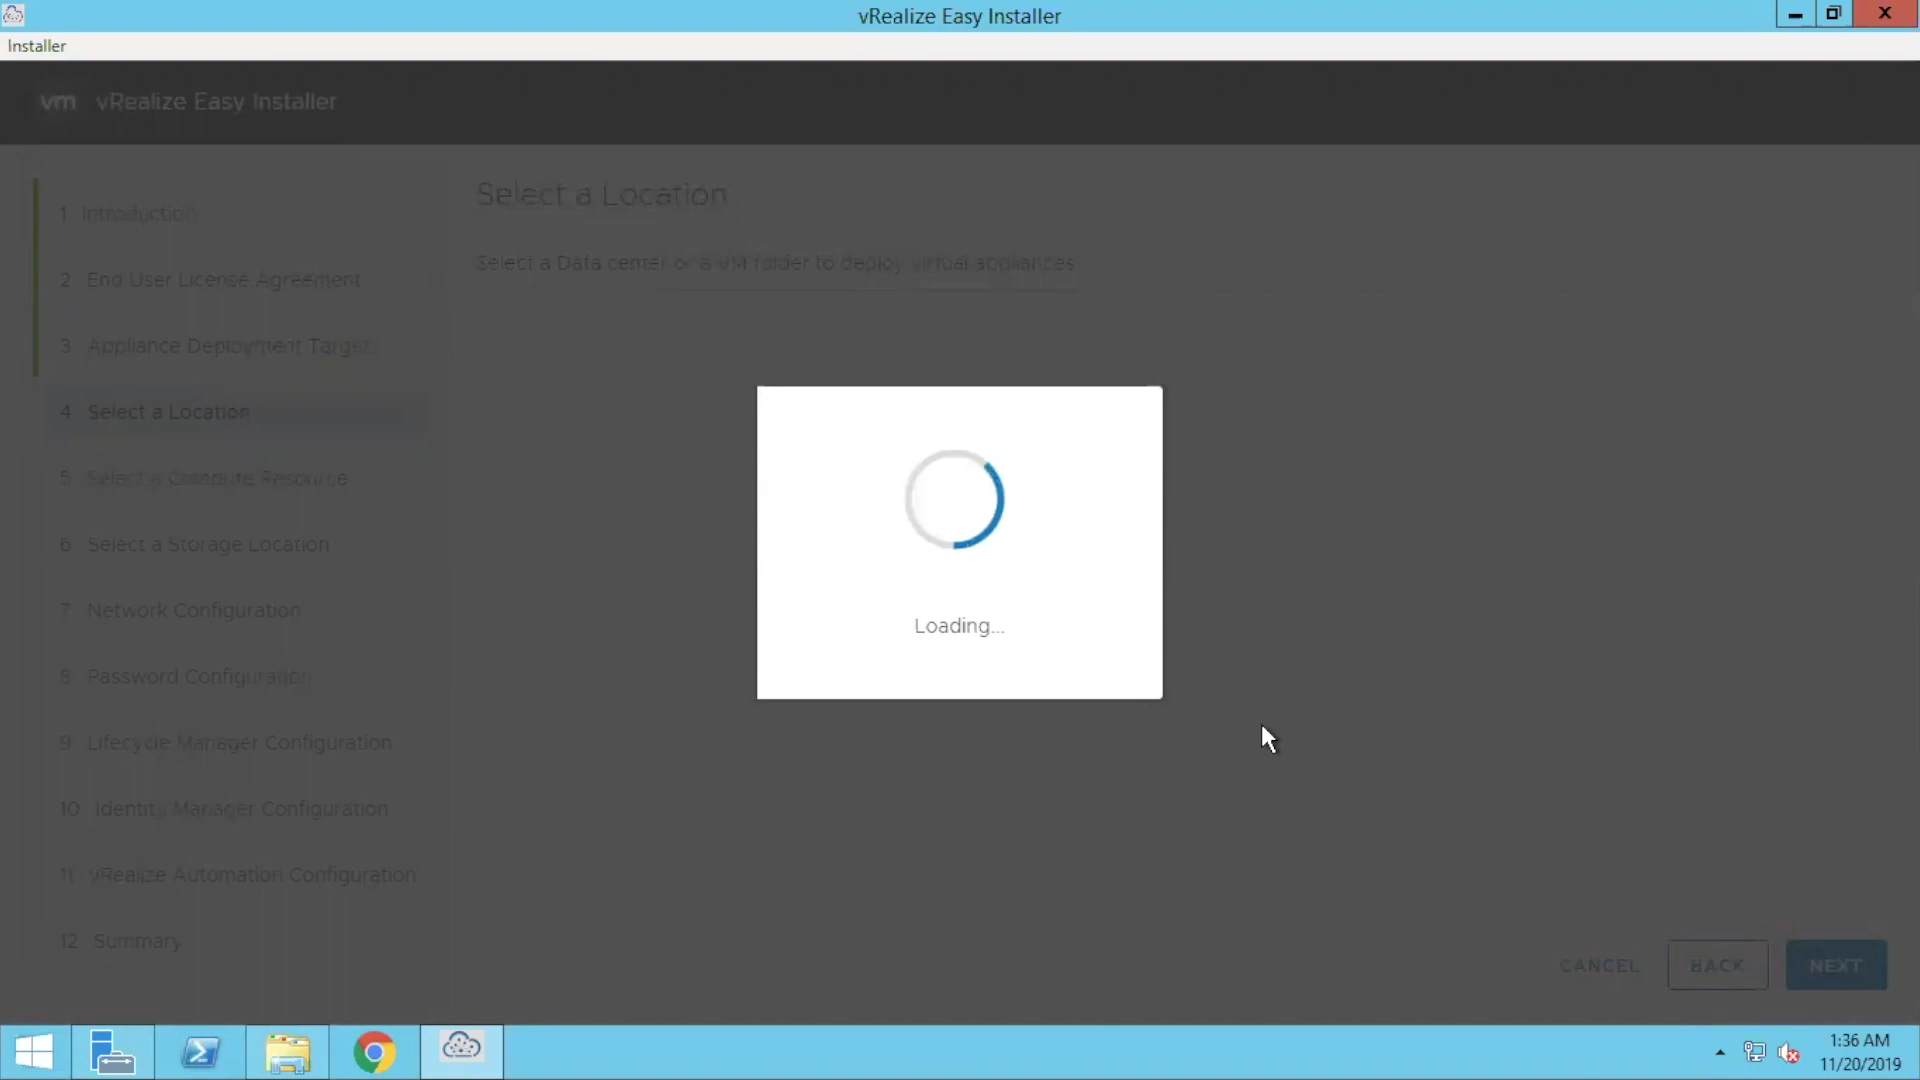 vRealize Easy Installer
Installer
vm vRealize Easy Installer
Select a Location
Select a Data center or a VM folder to deploy virtual appliances
1 Introduction
2 End User License Agreement
3 Appliance Deployment Target
4 Select a Location
5 Select a Compute Resource
6 Select a Storage Location
7 Network Configuration
8 Password Configuration
9 Lifecycle Manager Configuration
10 Identity Manager Configuration
11 vRealize Automation Configuration
12 Summary
Loading...
CANCEL BACK NEXT
1:36 AM
11/20/2019